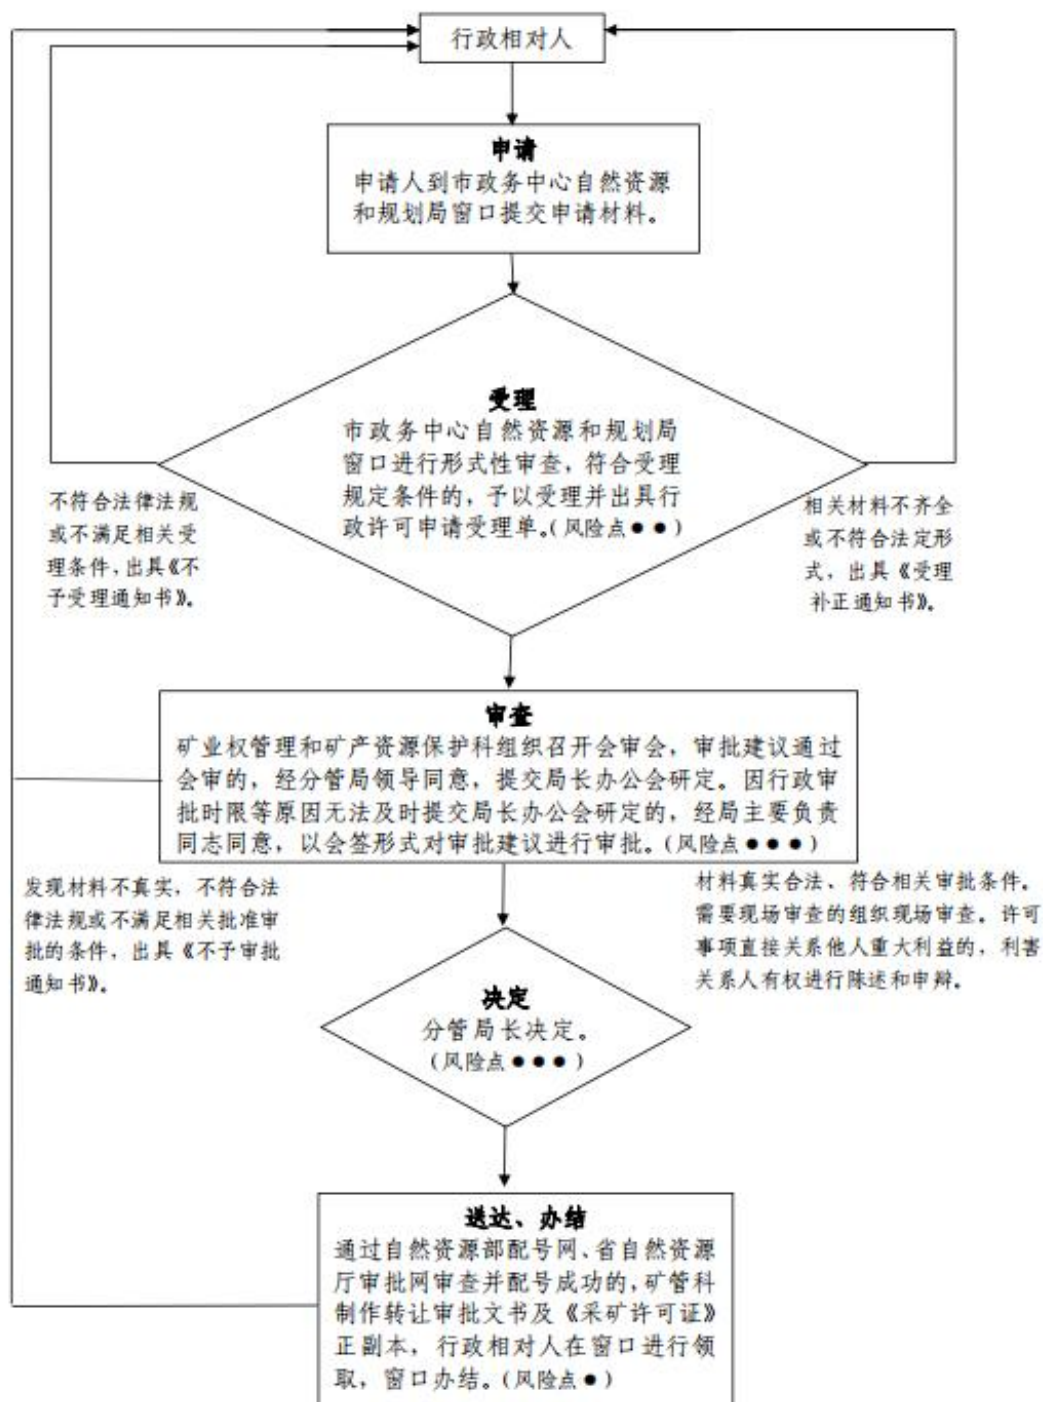 行政相对人
申请
申请人到市政务中心自然资源
和规划局窗口提交申请材料。
受理
市政务中心自然资源和规划局
窗口进行形式性审查，符合受理
规定条件的，予以受理并出具行
政许可申请受理单。（风险点●●）
不符合法律法规
或不满足相关受
理条件，出具《不
予受理通知书》。
相关材料不齐全
或不符合法定形
式，出具《受理
补正通知书》。
审查
矿业权管理和矿产资源保护科组织召开会审会，审批建议通过
会审的，经分管局领导同意，提交局长办公会研定。因行政审
批时限等原因无法及时提交局长办公会研定的，经局主要负责
同志同意，以会签形式对审批建议进行审批。（风险点●●●）
发现材料不真实，不符合法
律法规或不满足相关批准审
批的条件，出具《不予审批
通知书》。
材料真实合法、符合相关审批条件。
需要现场审查的组织现场审查。许可
事项直接关系他人重大利益的，利害
关系人有权进行陈述和申辩。
决定
分管局长决定。
（风险点●●●）
送达、办结
通过自然资源部配号网、省自然资源
厅审批网审查并配号成功的，矿管科
制作转让审批文书及《采矿许可证》
正副本，行政相对人在窗口进行领
取，窗口办结。（风险点●）